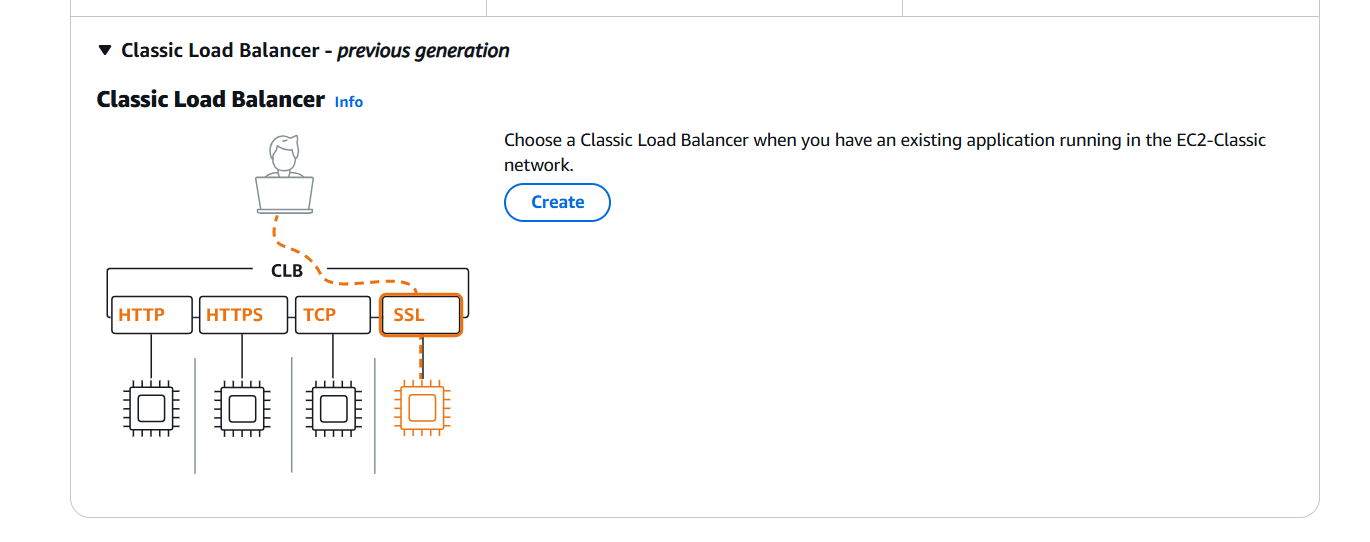 Classic Load Balancer - previous generation
Classic Load Balancer Info
Choose a Classic Load Balancer when you have an existing application running in the EC2-Classic
network.
Create
CLB
HTTP
HTTPS
TCP
SSL